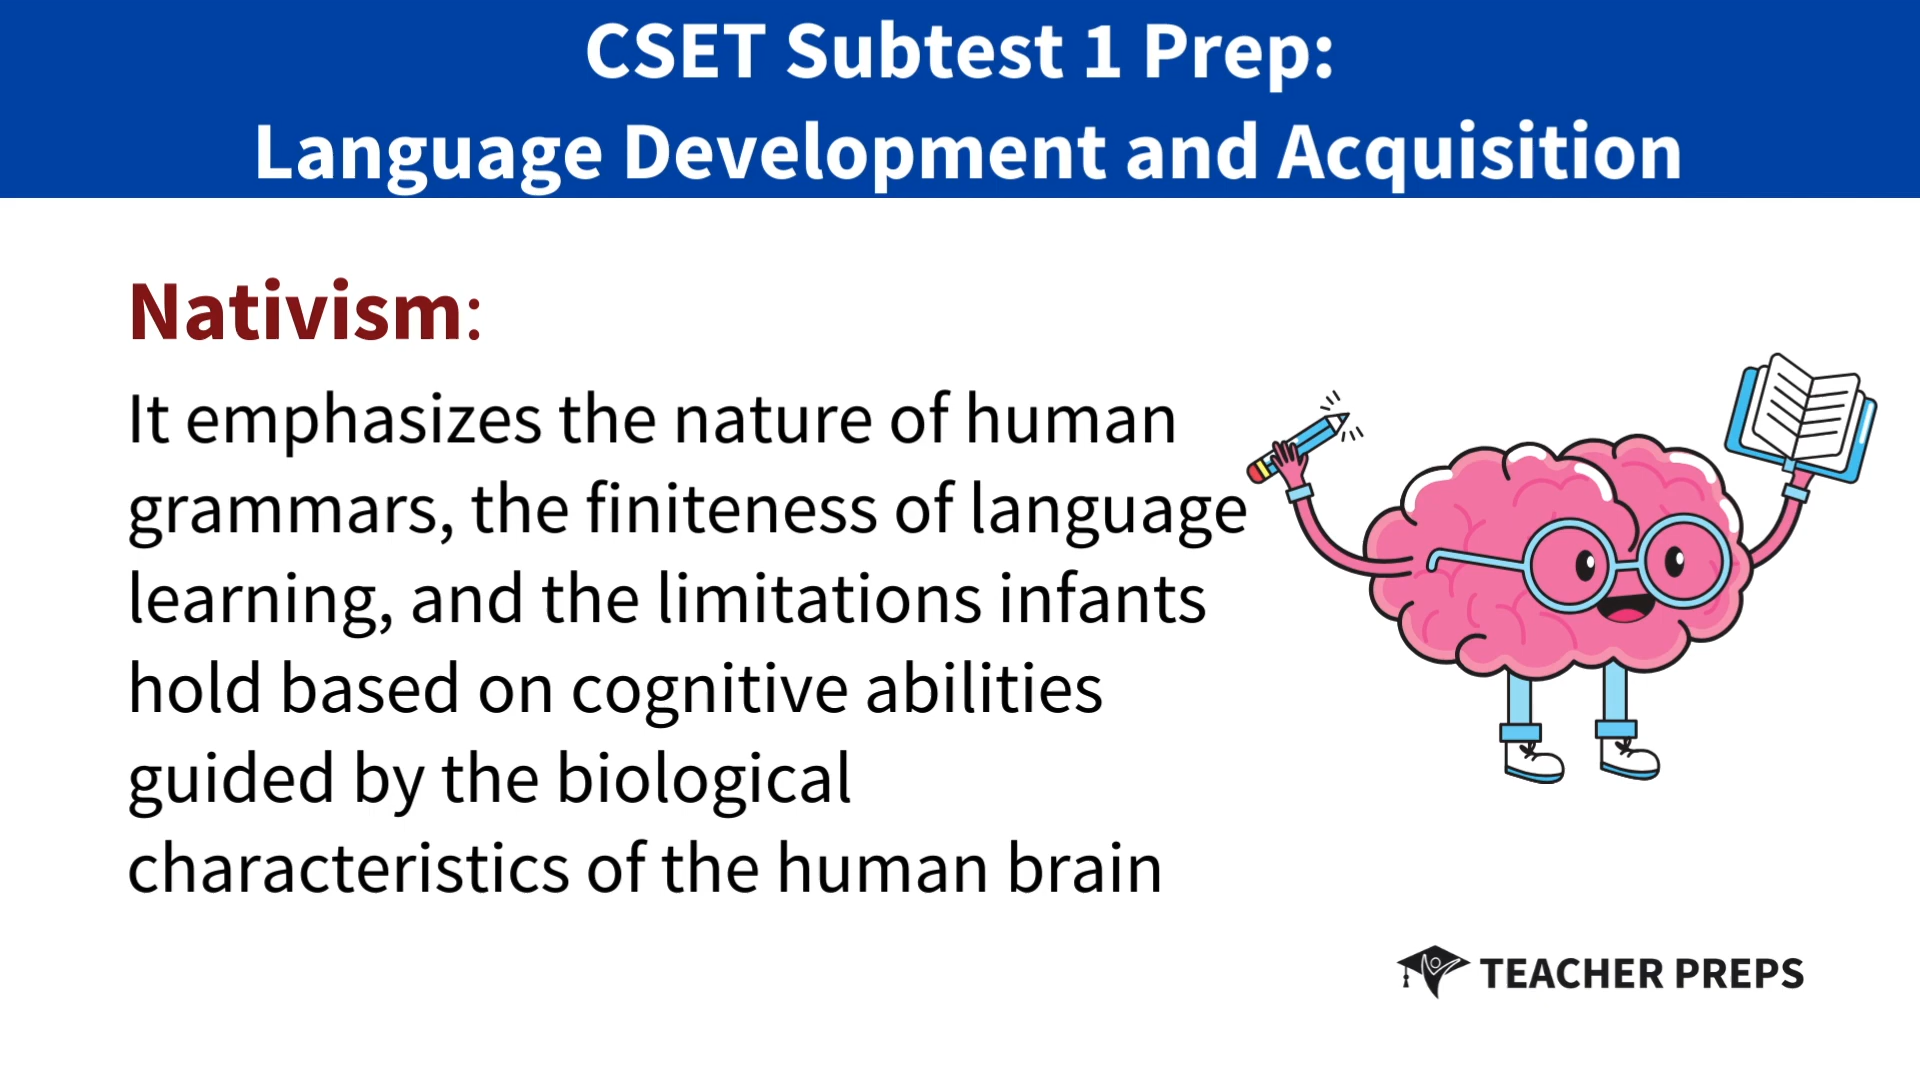 CSET Subtest 1 Prep:
Language Development and Acquisition
Nativism:
It emphasizes the nature of human
grammars, the finiteness of language
learning, and the limitations infants
hold based on cognitive abilities
guided by the biological
characteristics of the human brain
TEACHER PREPS